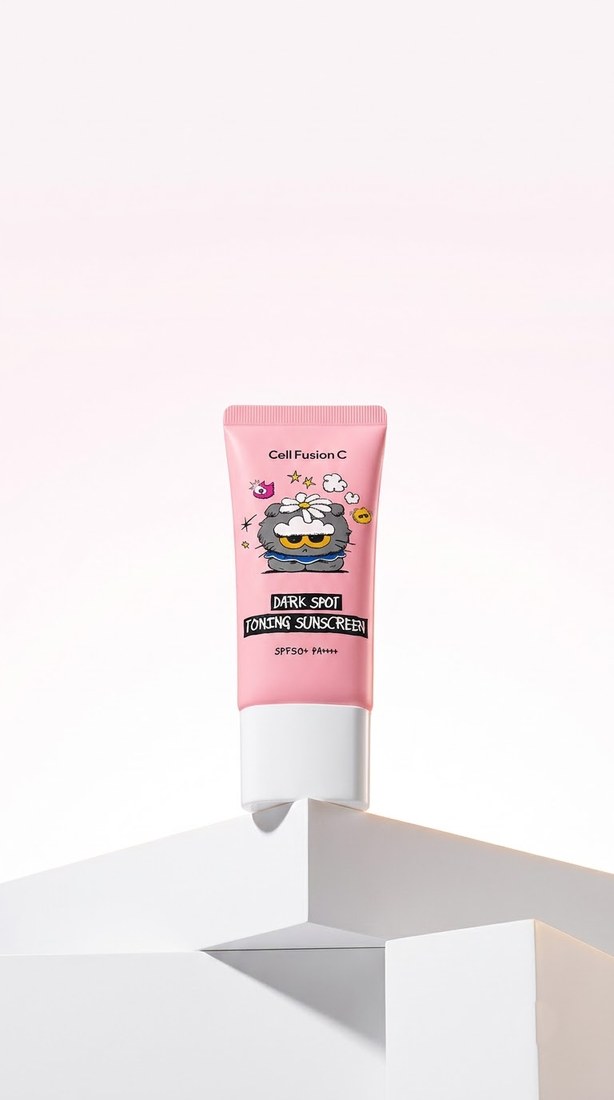 Cell Fusion C
DARK SPOT
TONING SUNSCREEN
SPF50+ PA++++